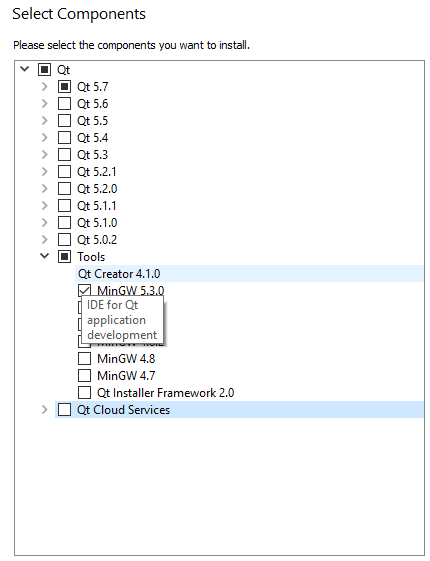 Select Components
Please select the components you want to install.
Qt
Qt 5.7
Qt 5.6
Qt 5.5
Qt 5.4
Qt 5.3
Qt 5.2.1
Qt 5.2.0
Qt 5.1.1
Qt 5.1.0
Qt 5.0.2
Tools
Qt Creator 4.1.0
MinGW 5.3.0
IDE for Qt
application
development
MinGW 4.8
MinGW 4.7
Qt Installer Framework 2.0
Qt Cloud Services